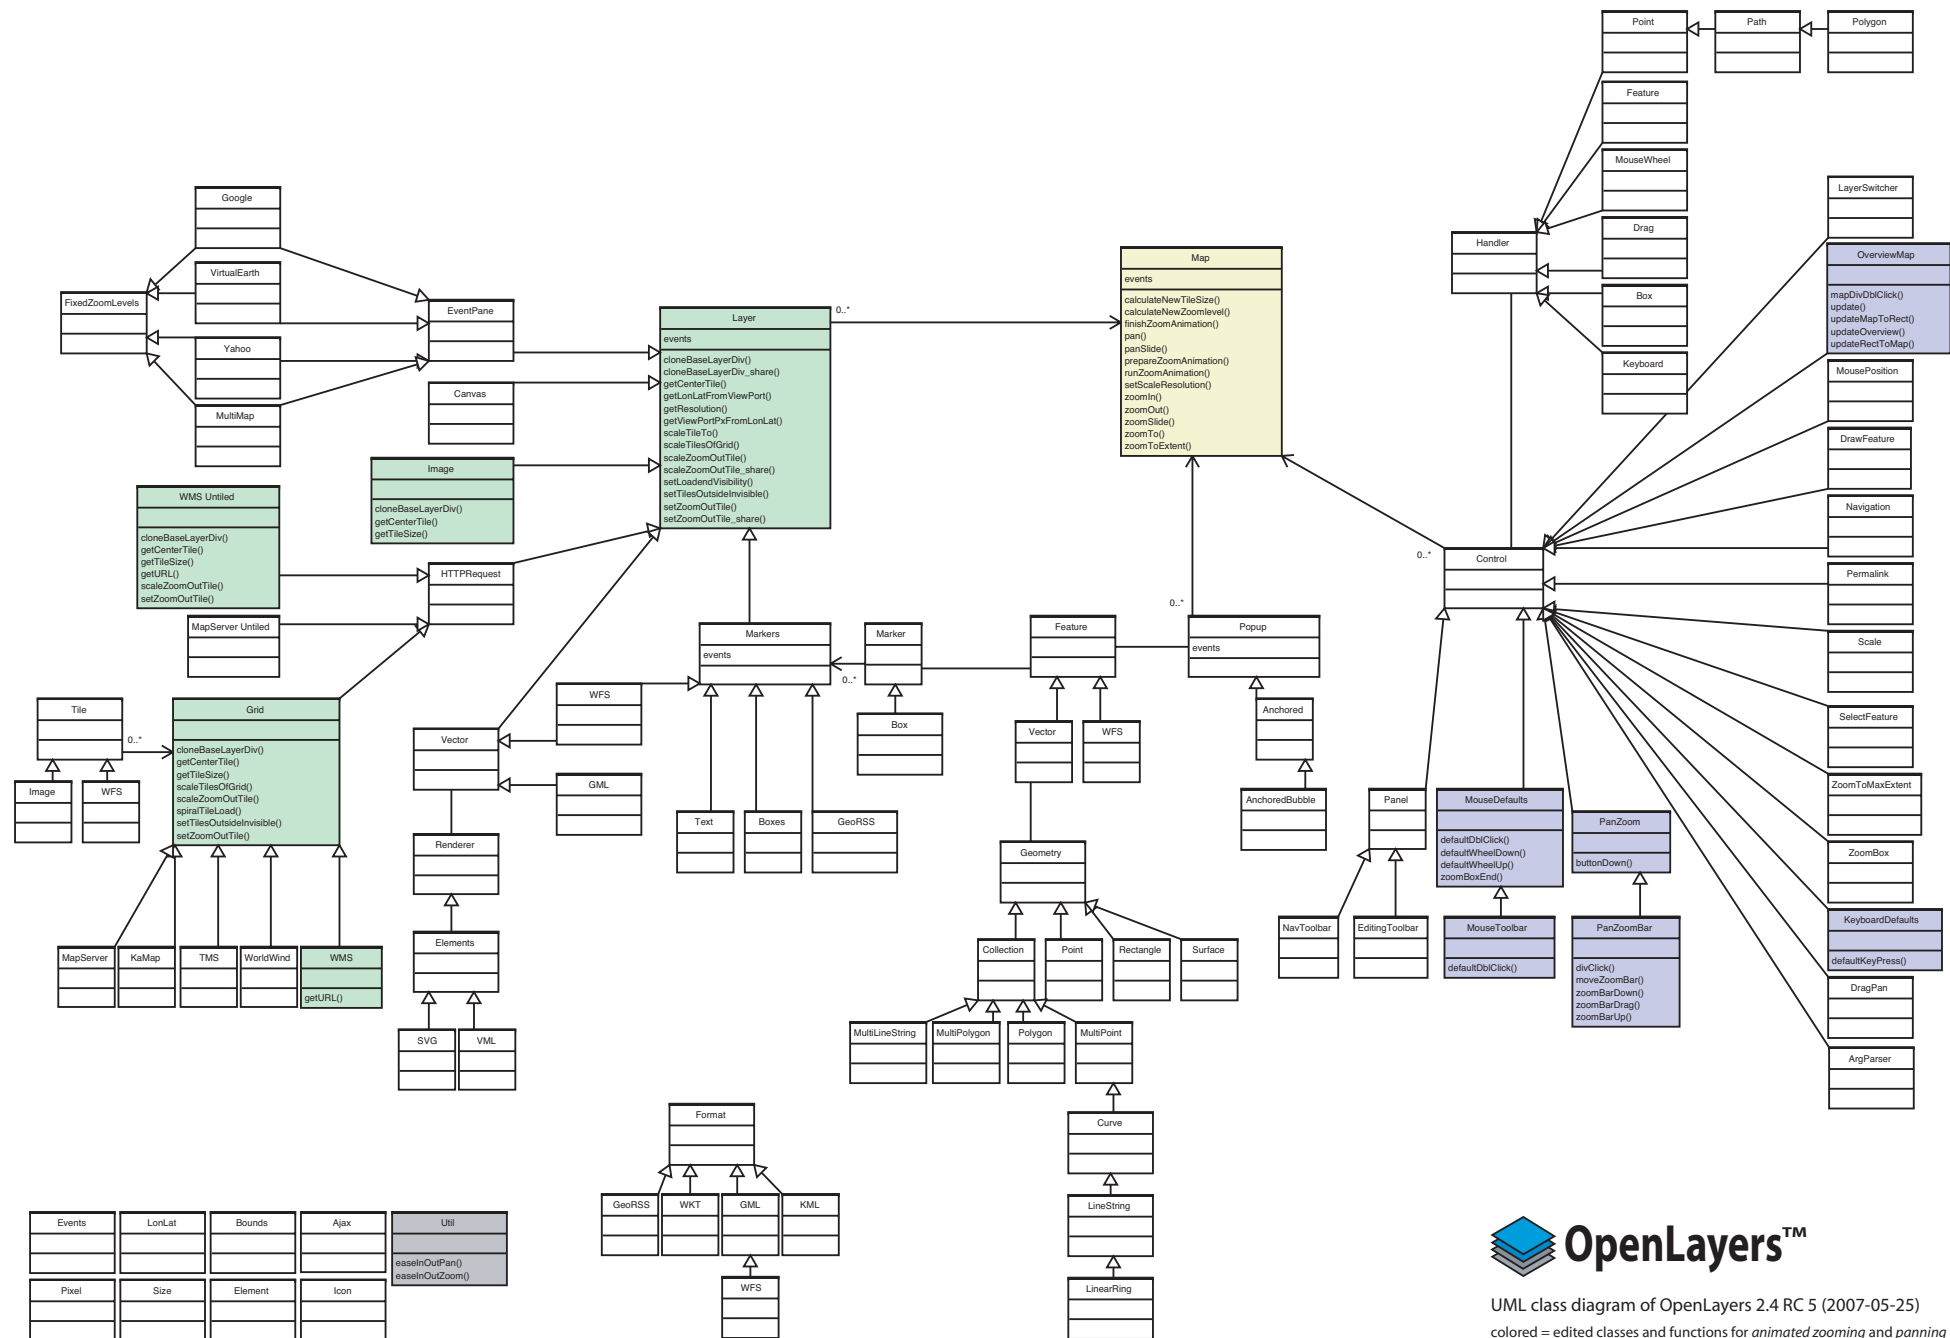 Point
Path
Polygon
Feature
MouseWheel
Drag
Box
Keyboard
Handler
LayerSwitcher
OverviewMap
mapDivDblClick()
update()
updateMapToRect()
updateOverview()
updateRectToMap()
MousePosition
DrawFeature
Navigation
Permalink
Scale
SelectFeature
ZoomToMaxExtent
ZoomBox
KeyboardDefaults
defaultKeyPress()
DragPan
ArgParser
Google
VirtualEarth
Yahoo
MultiMap
FixedZoomLevels
EventPane
Canvas
Image
cloneBaseLayerDiv()
getCenterTile()
getTileSize()
WMS Untiled
cloneBaseLayerDiv()
getCenterTile()
getTileSize()
getURL()
scaleZoomOutTile()
setZoomOutTile()
MapServer Untiled
HTTPRequest
Layer
events
cloneBaseLayerDiv()
cloneBaseLayerDiv_share()
getCenterTile()
getLonLatFromViewPort()
getResolution()
getViewPortPxFromLonLat()
scaleTileTo()
scaleTilesOfGrid()
scaleZoomOutTile()
scaleZoomOutTile_share()
setLoadendVisibility()
setTilesOutsideInvisible()
setZoomOutTile()
setZoomOutTile_share()
0..*
Map
events
calculateNewTileSize()
calculateNewZoomlevel()
finishZoomAnimation()
pan()
panSlide()
prepareZoomAnimation()
runZoomAnimation()
setScaleResolution()
zoomIn()
zoomOut()
zoomSlide()
zoomTo()
zoomToExtent()
0..*
Control
0..*
Popup
events
Anchored
AnchoredBubble
Feature
Vector
WFS
Marker
0..*
Box
Markers
events
Text
Boxes
GeoRSS
WFS
GML
Vector
Renderer
Elements
SVG
VML
Tile
0..*
Image
WFS
Grid
cloneBaseLayerDiv()
getCenterTile()
getTileSize()
scaleTilesOfGrid()
scaleZoomOutTile()
spiralTileLoad()
setTilesOutsideInvisible()
setZoomOutTile()
MapServer
KaMap
TMS
WorldWind
WMS
getURL()
Geometry
Collection
Point
Rectangle
Surface
MultiLineString
MultiPolygon
Polygon
MultiPoint
Curve
LineString
LinearRing
Panel
NavToolbar
EditingToolbar
MouseDefaults
defaultDblClick()
defaultWheelDown()
defaultWheelUp()
zoomBoxEnd()
MouseToolbar
defaultDblClick()
PanZoom
buttonDown()
PanZoomBar
divClick()
moveZoomBar()
zoomBarDown()
zoomBarDrag()
zoomBarUp()
Format
GeoRSS
WKT
GML
KML
WFS
Events
LonLat
Bounds
Ajax
Util
easeInOutPan()
easeInOutZoom()
Pixel
Size
Element
Icon
OpenLayers™
UML class diagram of OpenLayers 2.4 RC 5 (2007-05-25)
colored = edited classes and functions for animated zooming and panning